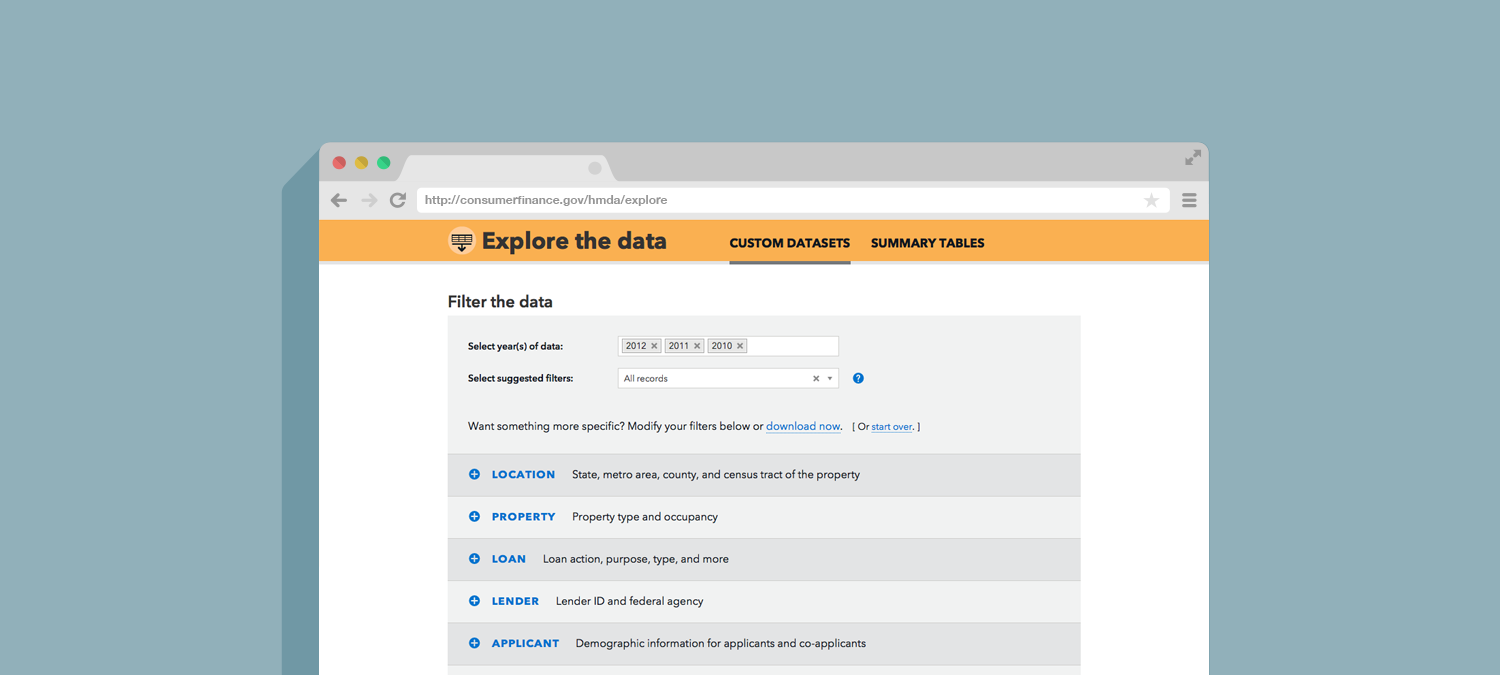 http://consumerfinance.gov/hmda/explore
Explore the data CUSTOM DATASETS SUMMARY TABLES
Filter the data
Select year(s) of data: 2012 2011 2010
Select suggested filters: All records ?
Want something more specific? Modify your filters below or download now. [ Or start over. ]
LOCATION State, metro area, county, and census tract of the property
PROPERTY Property type and occupancy
LOAN Loan action, purpose, type, and more
LENDER Lender ID and federal agency
APPLICANT Demographic information for applicants and co-applicants